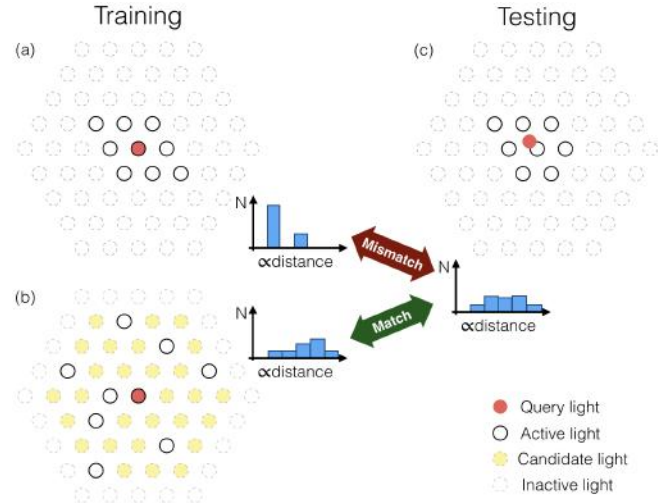 Training
Testing
(a)
(c)
N
∝distance
Mismatch
N
∝distance
(b)
N
∝distance
Match
Query light
Active light
Candidate light
Inactive light